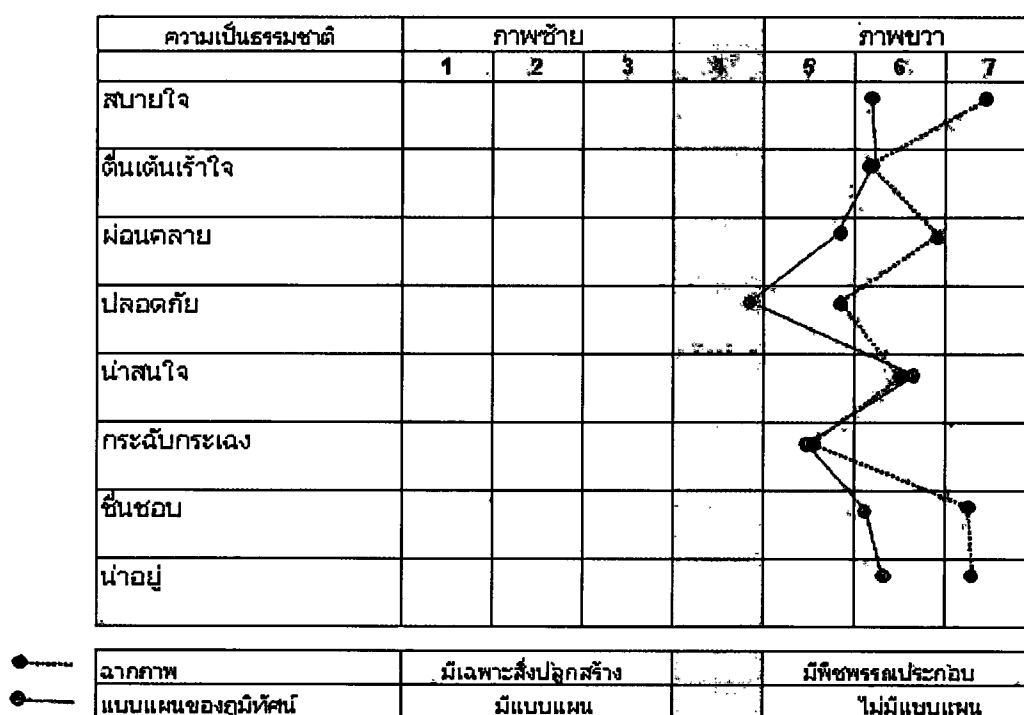 ความเป็นธรรมชาติ ภาพซ้าย ภาพขวา
1 2 3 4 5 6 7
สบายใจ
ตื่นเต้นเร้าใจ
ผ่อนคลาย
ปลอดภัย
น่าสนใจ
กระฉับกระเฉง
ชื่นชอบ
น่าอยู่
ฉากภาพ มีเฉพาะสิ่งปลูกสร้าง มีพืชพรรณประกอบ
แบบแผนของภูมิทัศน์ มีแบบแผน ไม่มีแบบแผน